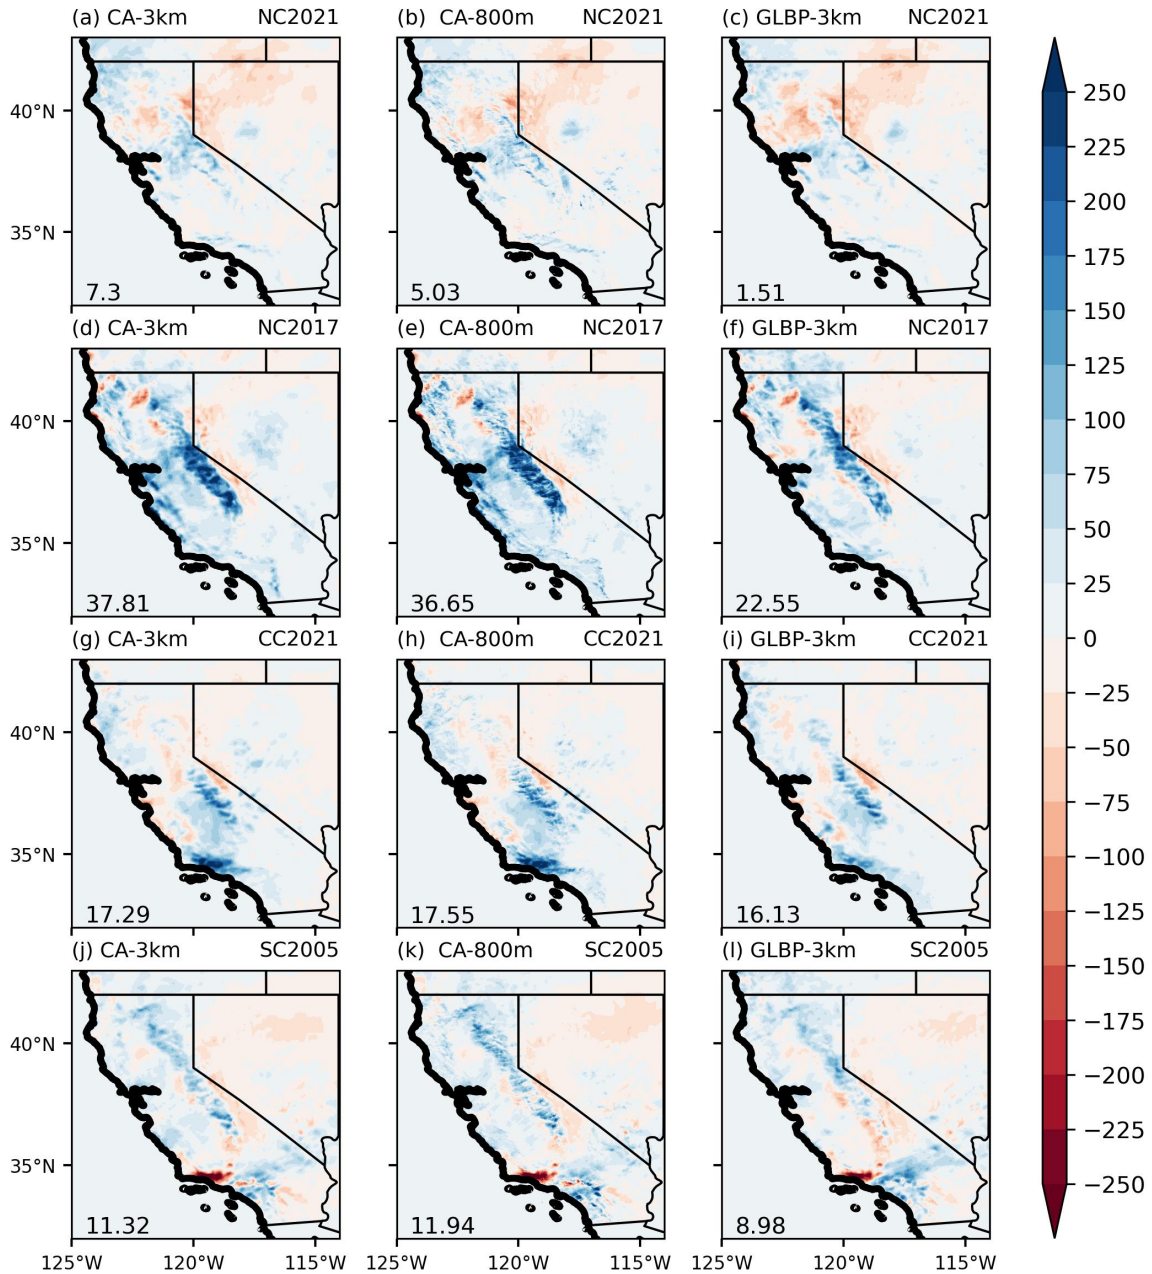 (a) CA-3km NC2021
(b) CA-800m NC2021
(c) GLBP-3km NC2021
40°N
35°N
7.3
5.03
1.51
(d) CA-3km NC2017
(e) CA-800m NC2017
(f) GLBP-3km NC2017
40°N
35°N
37.81
36.65
22.55
(g) CA-3km CC2021
(h) CA-800m CC2021
(i) GLBP-3km CC2021
40°N
35°N
17.29
17.55
16.13
(j) CA-3km SC2005
(k) CA-800m SC2005
(l) GLBP-3km SC2005
40°N
35°N
11.32
11.94
8.98
125°W 120°W 115°W
125°W 120°W 115°W
125°W 120°W 115°W
250
225
200
175
150
125
100
75
50
25
0
−25
−50
−75
−100
−125
−150
−175
−200
−225
−250